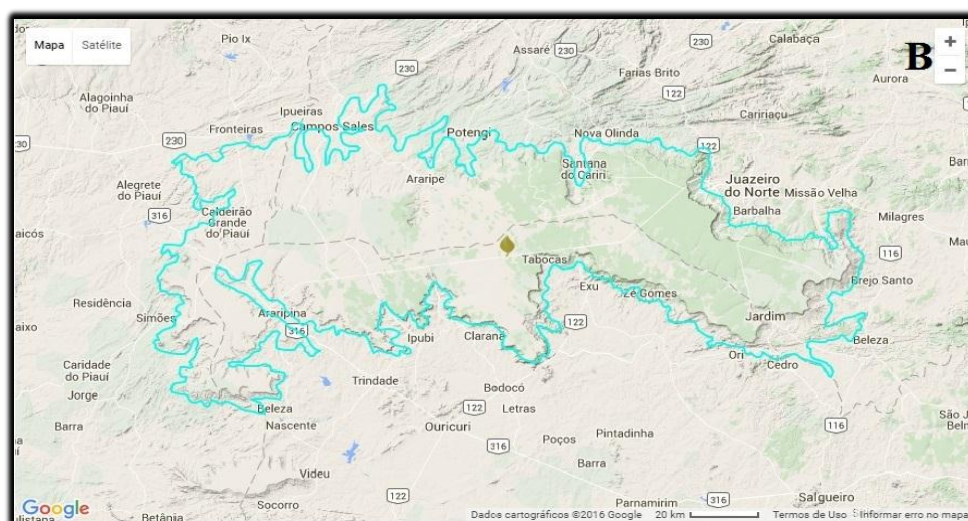 Mapa Satélite
Pio Ix
230
Calabaça
B
+
Assaré 230
−
230
Farias Brito
122
Aurora
Alagoinha
do Piauí
Ipueiras
Caririaçu
Fronteiras
Campos Sales
Potengi
Nova Olinda
230
230
122
Santana
do Cariri
Araripe
Juazeiro
do Norte
Missão Velha
Alegrete
do Piauí
316
Caldeirão
Grande
do Piauí
Barbalha
Milagres
116
Tabocas
Exu
Zé Gomes
Brejo Santo
Residência
Simões
Araripina
316
Jardim
Ipubi
Clarana
122
Ori
Cedro
Beleza
Caridade
do Piauí
Jorge
Trindade
Bodocó
Beleza
122
Letras
Barra
Nascente
Ouricuri
116
316
Poços
Pintadinha
Videu
Barra
122
316
Salgueiro
Parnamirim
Google
Betânia
Socorro
Dados cartográficos ©2016 Google 20 km Termos de Uso Informar erro no mapa